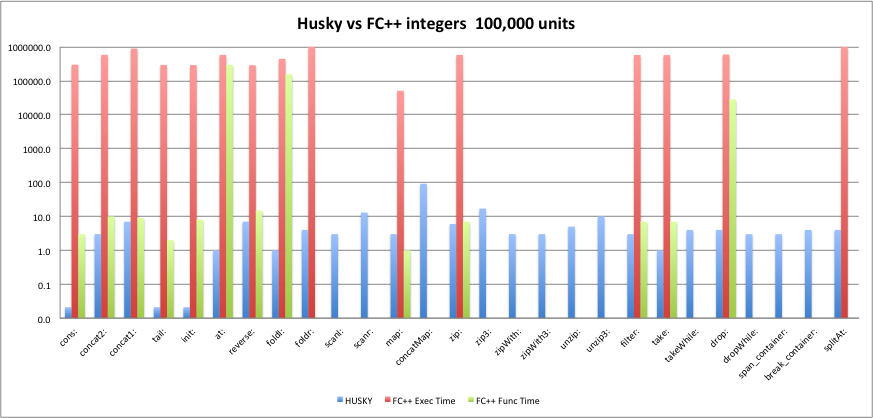 Husky vs FC++ integers 100,000 units
1000000.0
100000.0
10000.0
1000.0
100.0
10.0
1.0
0.1
0.0
cons:
concat2:
concat1:
tail:
init:
at:
reverse:
foldl:
foldr:
scanl:
scanr:
map:
concatMap:
zip:
zip3:
zipWith:
zipWith3:
unzip:
unzip3:
filter:
take:
takeWhile:
drop:
dropWhile:
span_container:
break_container:
splitAt:
HUSKY FC++ Exec Time FC++ Func Time